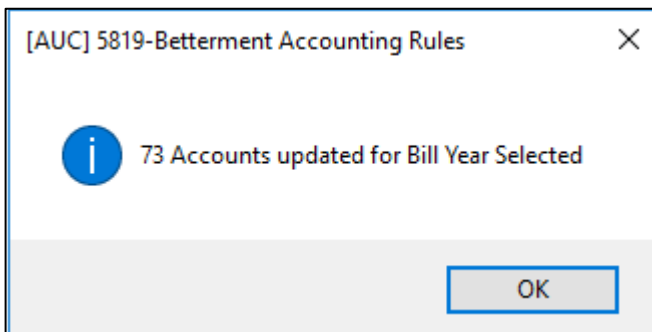 [AUC] 5819-Betterment Accounting Rules
73 Accounts updated for Bill Year Selected
OK